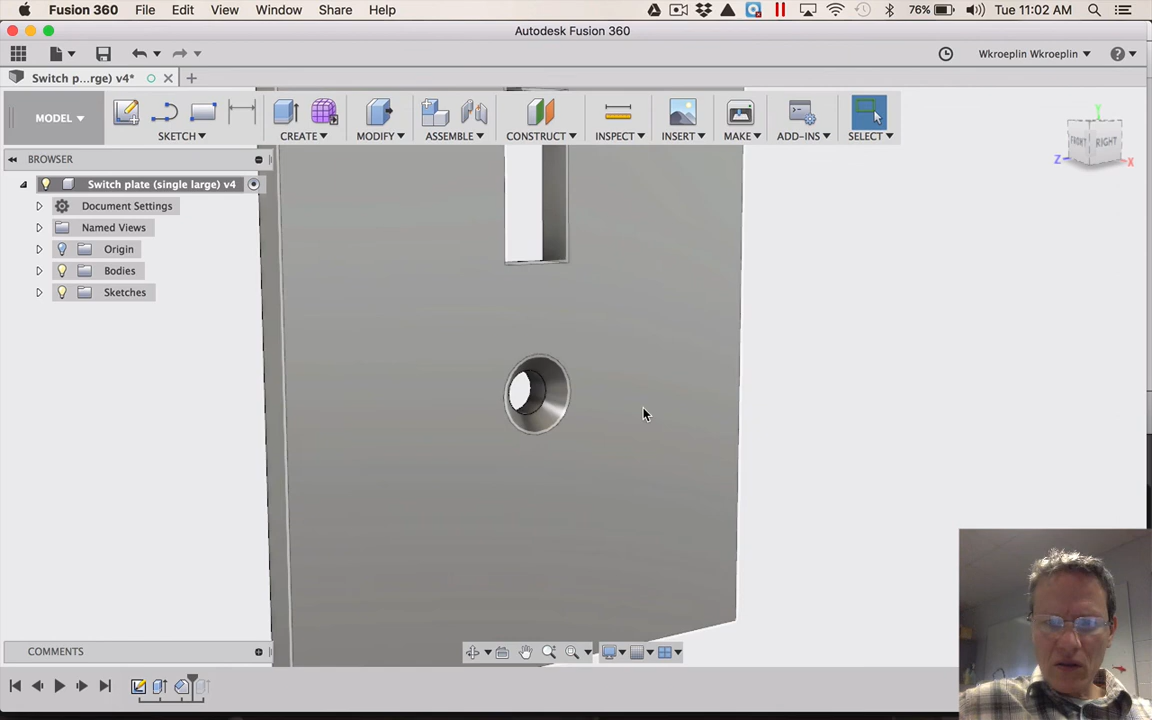 Fusion 360 File Edit View Window Share Help 76% Tue 11:02 AM
Autodesk Fusion 360
Wkroeplin Wkroeplin
Switch p...rge) v4*
MODEL
SKETCH CREATE MODIFY ASSEMBLE CONSTRUCT INSPECT INSERT MAKE ADD-INS SELECT
FRONT RIGHT
Y
Z
X
BROWSER
Switch plate (single large) v4
Document Settings
Named Views
Origin
Bodies
Sketches
COMMENTS